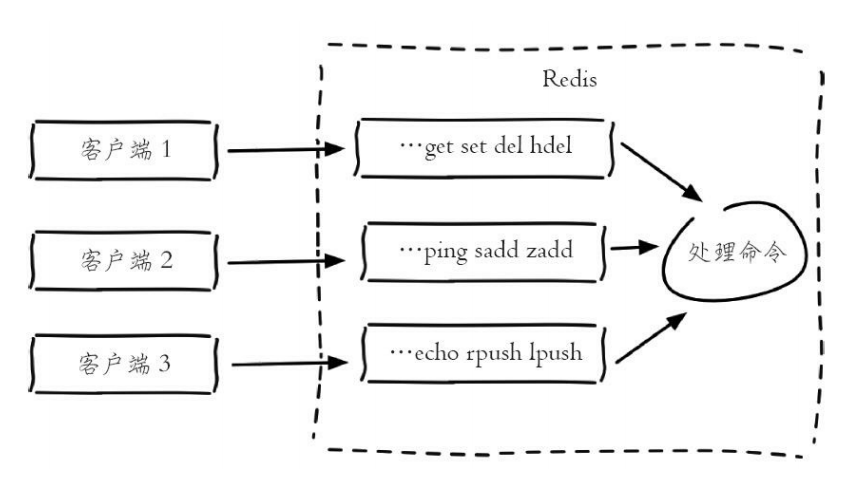 Redis
客户端 1
…get set del hdel
客户端 2
…ping sadd zadd
处理命令
客户端 3
…echo rpush lpush